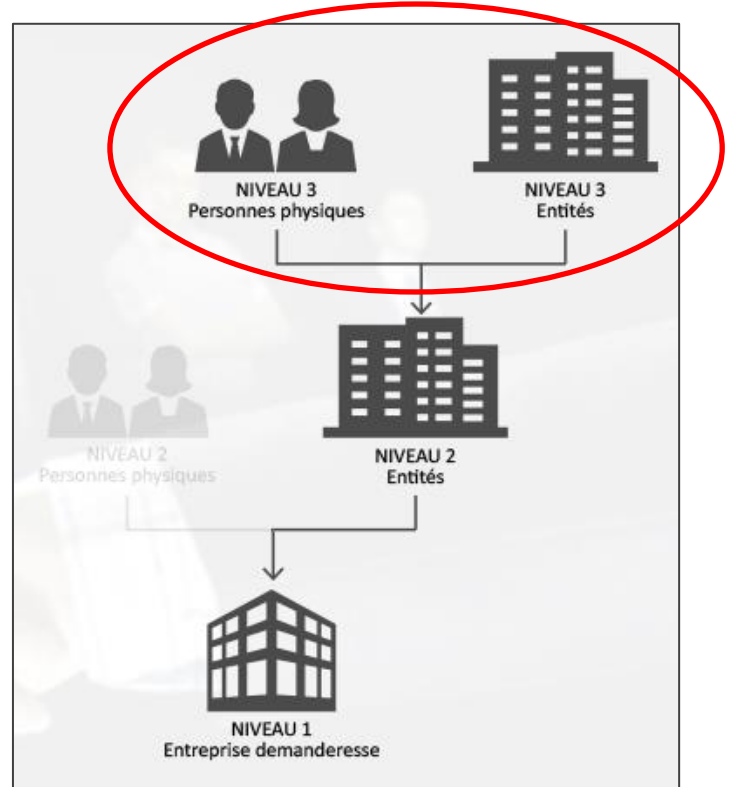 NIVEAU 3
Personnes physiques
NIVEAU 3
Entités
NIVEAU 2
Personnes physiques
NIVEAU 2
Entités
NIVEAU 1
Entreprise demanderesse